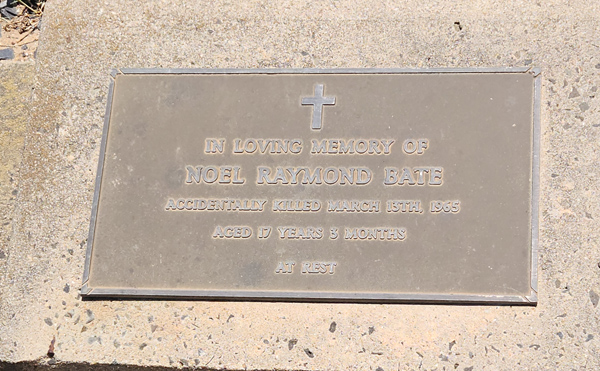 IN LOVING MEMORY OF
NOEL RAYMOND BATE
ACCIDENTALLY KILLED MARCH 13TH, 1965
AGED 17 YEARS 3 MONTHS
AT REST